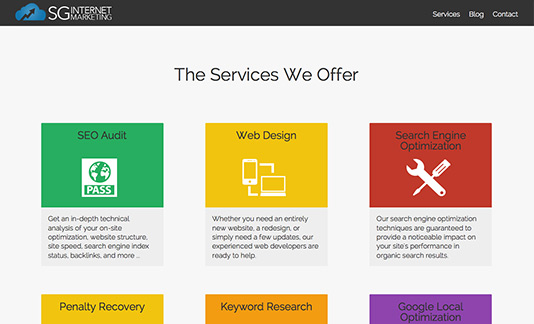 SG INTERNET
MARKETING
Services Blog Contact
The Services We Offer
SEO Audit
PASS
Get an in-depth technical
analysis of your on-site
optimization, website structure,
site speed, search engine index
status, backlinks, and more ...
Web Design
Whether you need an entirely
new website, a redesign, or
simply need a few updates, our
experienced web developers are
ready to help.
Search Engine
Optimization
Our search engine optimization
techniques are guaranteed to
provide a noticeable impact on
your site's performance in
organic search results.
Penalty Recovery
Keyword Research
Google Local
Optimization